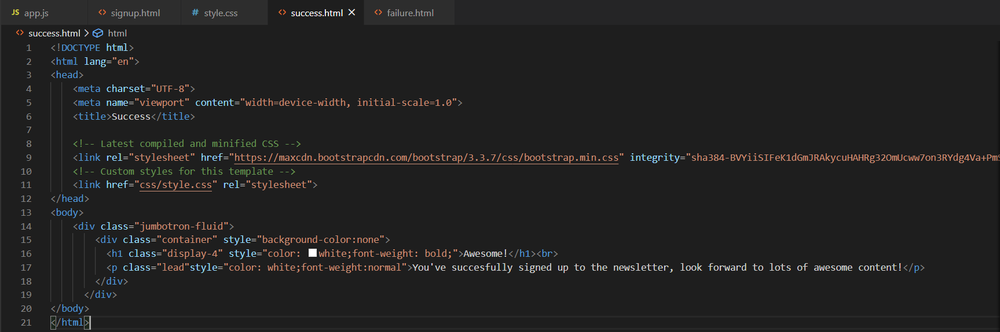 JS app.js <> signup.html # style.css <> success.html × <> failure.html
<> success.html > html
1 <!DOCTYPE html>
2 <html lang="en">
3 <head>
4 <meta charset="UTF-8">
5 <meta name="viewport" content="width=device-width, initial-scale=1.0">
6 <title>Success</title>
7
8 <!-- Latest compiled and minified CSS -->
9 <link rel="stylesheet" href="https://maxcdn.bootstrapcdn.com/bootstrap/3.3.7/css/bootstrap.min.css" integrity="sha384-BVYiiSIFeK1dGmJRAkycuHAHRg32OmUcww7on3RYdg4Va+PmS
10 <!-- Custom styles for this template -->
11 <link href="css/style.css" rel="stylesheet">
12 </head>
13 <body>
14 <div class="jumbotron-fluid">
15 <div class="container" style="background-color:none">
16 <h1 class="display-4" style="color: white;font-weight: bold;">Awesome!</h1><br>
17 <p class="lead"style="color: white;font-weight:normal">You've succesfully signed up to the newsletter, look forward to lots of awesome content!</p>
18 </div>
19 </div>
20 </body>
21 </html>